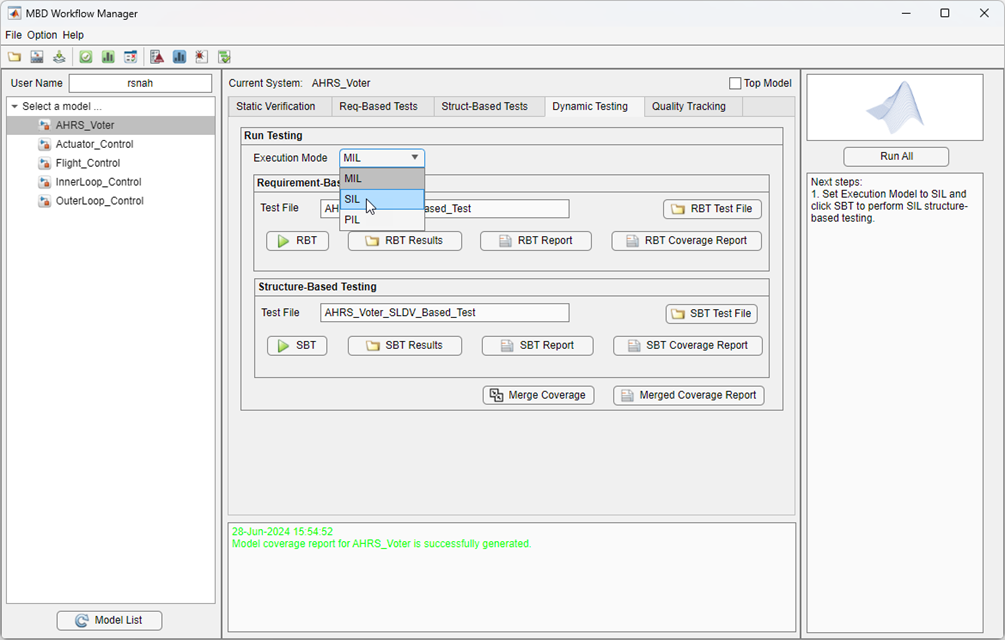 MBD Workflow Manager
File Option Help
User Name rsnah
Select a model ...
AHRS_Voter
Actuator_Control
Flight_Control
InnerLoop_Control
OuterLoop_Control
Model List
Current System: AHRS_Voter
Top Model
Static Verification Req-Based Tests Struct-Based Tests Dynamic Testing Quality Tracking
Run Testing
Execution Mode MIL
MIL
SIL
PIL
Requirement-Ba
Test File AH ased_Test RBT Test File
RBT RBT Results RBT Report RBT Coverage Report
Structure-Based Testing
Test File AHRS_Voter_SLDV_Based_Test SBT Test File
SBT SBT Results SBT Report SBT Coverage Report
Merge Coverage Merged Coverage Report
28-Jun-2024 15:54:52
Model coverage report for AHRS_Voter is successfully generated.
Run All
Next steps:
1. Set Execution Model to SIL and
click SBT to perform SIL structure-
based testing.